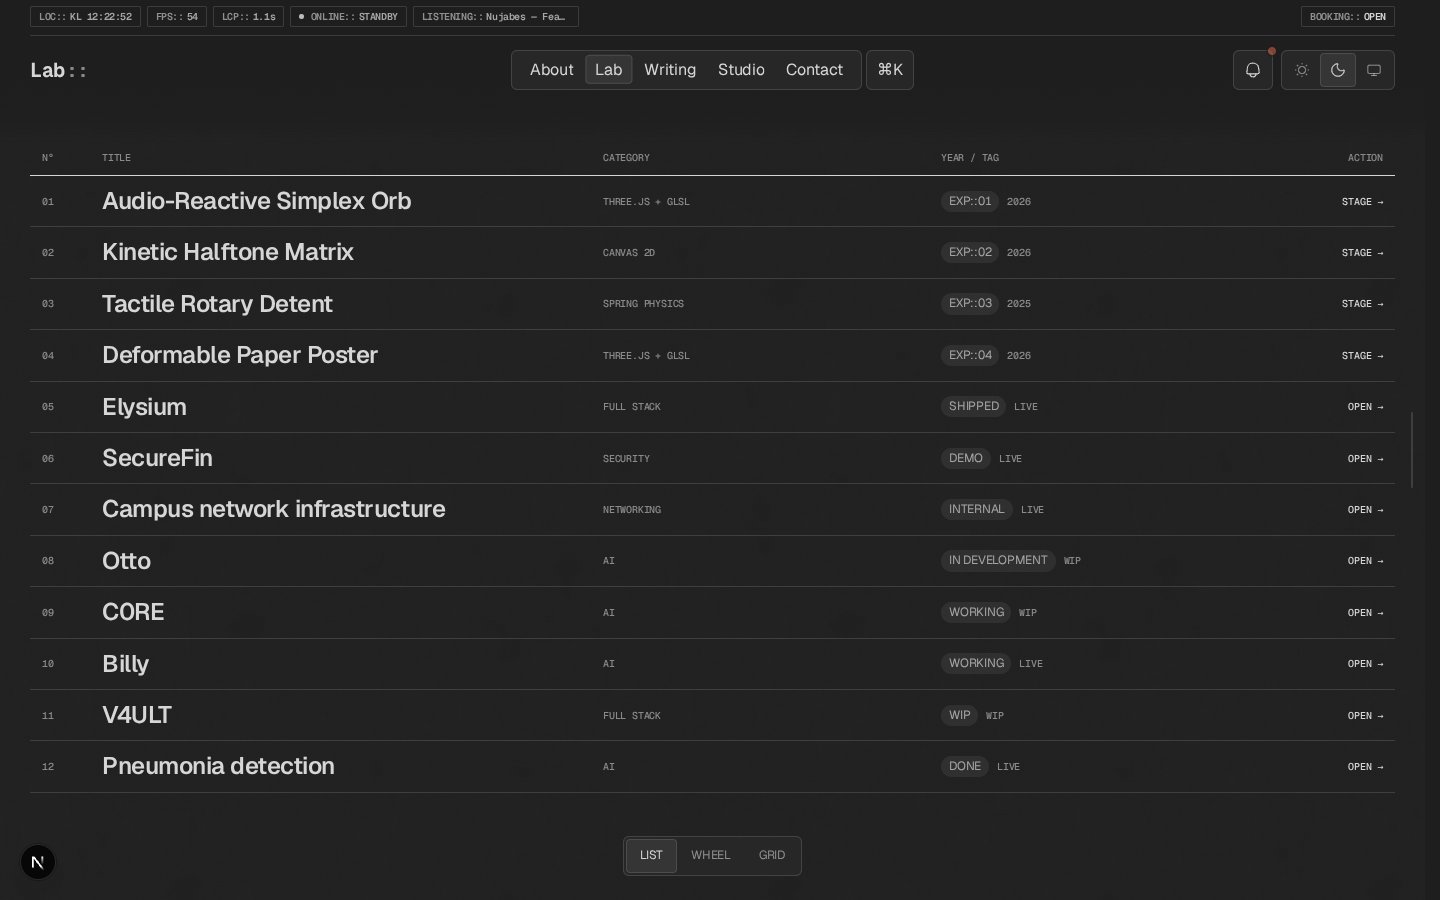 LOC:: KL 12:22:52 FPS:: 54 LCP:: 1.1s ONLINE:: STANDBY LISTENING:: Nujabes — Fea… BOOKING:: OPEN
Lab:: About Lab Writing Studio Contact ⌘K
N° TITLE CATEGORY YEAR / TAG ACTION
01 Audio-Reactive Simplex Orb THREE.JS + GLSL EXP::01 2026 STAGE →
02 Kinetic Halftone Matrix CANVAS 2D EXP::02 2026 STAGE →
03 Tactile Rotary Detent SPRING PHYSICS EXP::03 2025 STAGE →
04 Deformable Paper Poster THREE.JS + GLSL EXP::04 2026 STAGE →
05 Elysium FULL STACK SHIPPED LIVE OPEN →
06 SecureFin SECURITY DEMO LIVE OPEN →
07 Campus network infrastructure NETWORKING INTERNAL LIVE OPEN →
08 Otto AI IN DEVELOPMENT WIP OPEN →
09 C0RE AI WORKING WIP OPEN →
10 Billy AI WORKING LIVE OPEN →
11 V4ULT FULL STACK WIP WIP OPEN →
12 Pneumonia detection AI DONE LIVE OPEN →
LIST WHEEL GRID
N